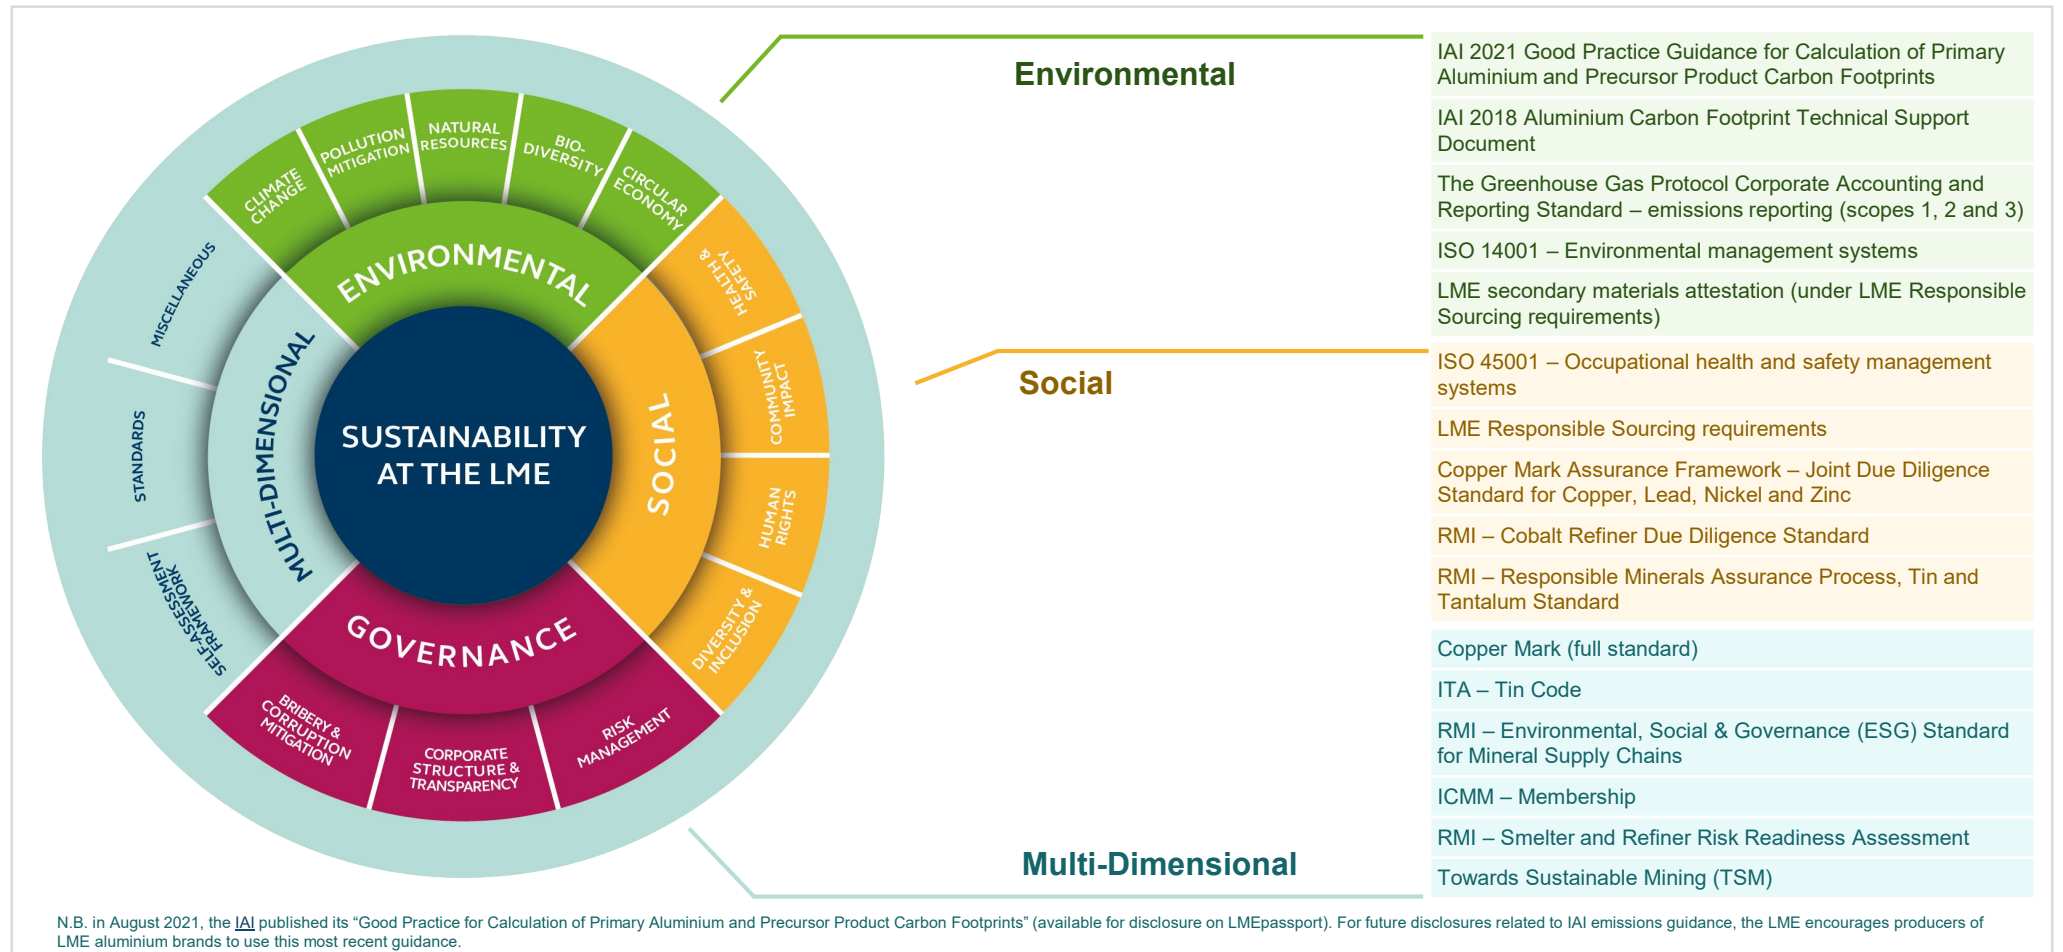 CLIMATE
CHANGE
POLLUTION
MITIGATION
NATURAL
RESOURCES
BIO-
DIVERSITY
CIRCULAR
ECONOMY
ENVIRONMENTAL
HEALTH &
SAFETY
COMMUNITY
IMPACT
HUMAN
RIGHTS
DIVERSITY &
INCLUSION
SOCIAL
RISK
MANAGEMENT
CORPORATE
STRUCTURE &
TRANSPARENCY
BRIBERY &
CORRUPTION
MITIGATION
GOVERNANCE
SELF-ASSESSMENT
FRAMEWORK
STANDARDS
MISCELLANEOUS
MULTI-DIMENSIONAL
SUSTAINABILITY
AT THE LME
Environmental
IAI 2021 Good Practice Guidance for Calculation of Primary
Aluminium and Precursor Product Carbon Footprints
IAI 2018 Aluminium Carbon Footprint Technical Support
Document
The Greenhouse Gas Protocol Corporate Accounting and
Reporting Standard – emissions reporting (scopes 1, 2 and 3)
ISO 14001 – Environmental management systems
LME secondary materials attestation (under LME Responsible
Sourcing requirements)
Social
ISO 45001 – Occupational health and safety management
systems
LME Responsible Sourcing requirements
Copper Mark Assurance Framework – Joint Due Diligence
Standard for Copper, Lead, Nickel and Zinc
RMI – Cobalt Refiner Due Diligence Standard
RMI – Responsible Minerals Assurance Process, Tin and
Tantalum Standard
Multi-Dimensional
Copper Mark (full standard)
ITA – Tin Code
RMI – Environmental, Social & Governance (ESG) Standard
for Mineral Supply Chains
ICMM – Membership
RMI – Smelter and Refiner Risk Readiness Assessment
Towards Sustainable Mining (TSM)
N.B. in August 2021, the IAI published its “Good Practice for Calculation of Primary Aluminium and Precursor Product Carbon Footprints” (available for disclosure on LMEpassport). For future disclosures related to IAI emissions guidance, the LME encourages producers of
LME aluminium brands to use this most recent guidance.